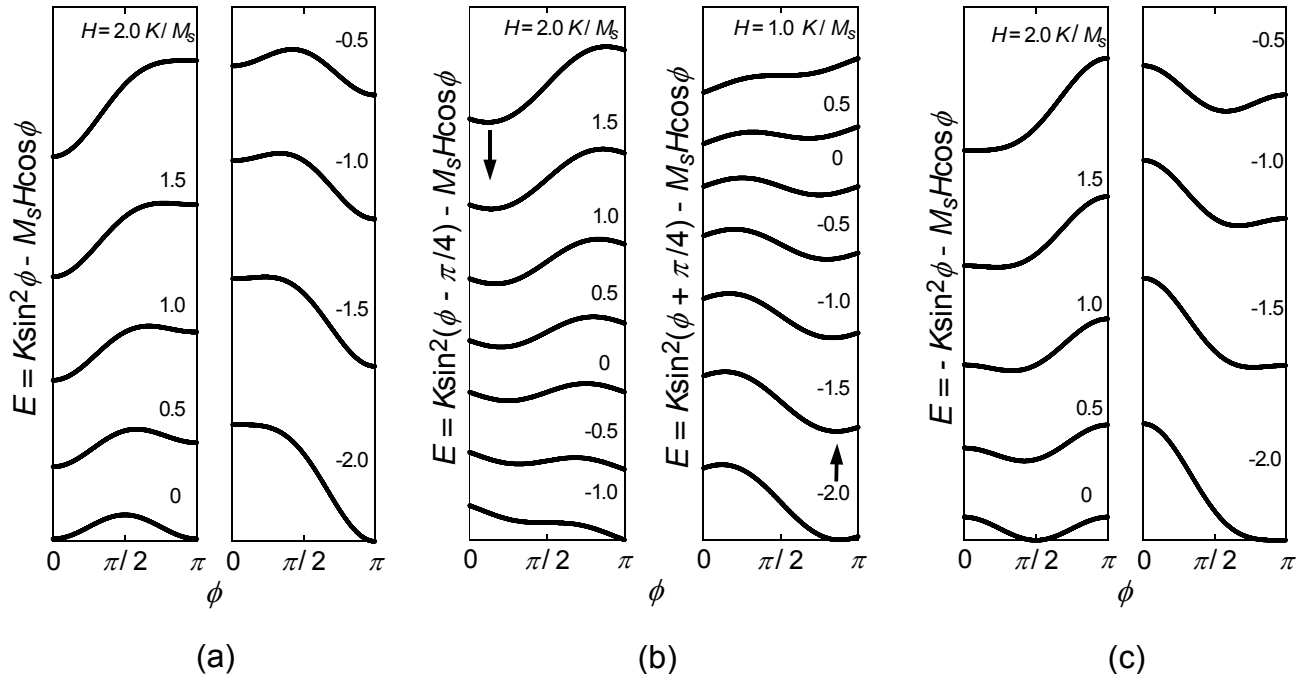 E = Ksin²ϕ - MₛHcosϕ
H = 2.0 K / Mₛ
1.5
1.0
0.5
0
-0.5
-1.0
-1.5
-2.0
0 π/ 2 π
0 π/ 2 π
ϕ
(a)
E = Ksin²(ϕ - π/4) - MₛHcosϕ
H = 2.0 K/ Mₛ
1.5
1.0
0.5
0
-0.5
-1.0
0 π/ 2 π
ϕ
E = Ksin²(ϕ + π/4) - MₛHcosϕ
H = 1.0 K/ Mₛ
0.5
0
-0.5
-1.0
-1.5
-2.0
0 π/ 2 π
ϕ
(b)
E = - Ksin²ϕ - MₛHcosϕ
H = 2.0 K/ Mₛ
1.5
1.0
0.5
0
-0.5
-1.0
-1.5
-2.0
0 π/ 2 π
0 π/ 2 π
ϕ
(c)